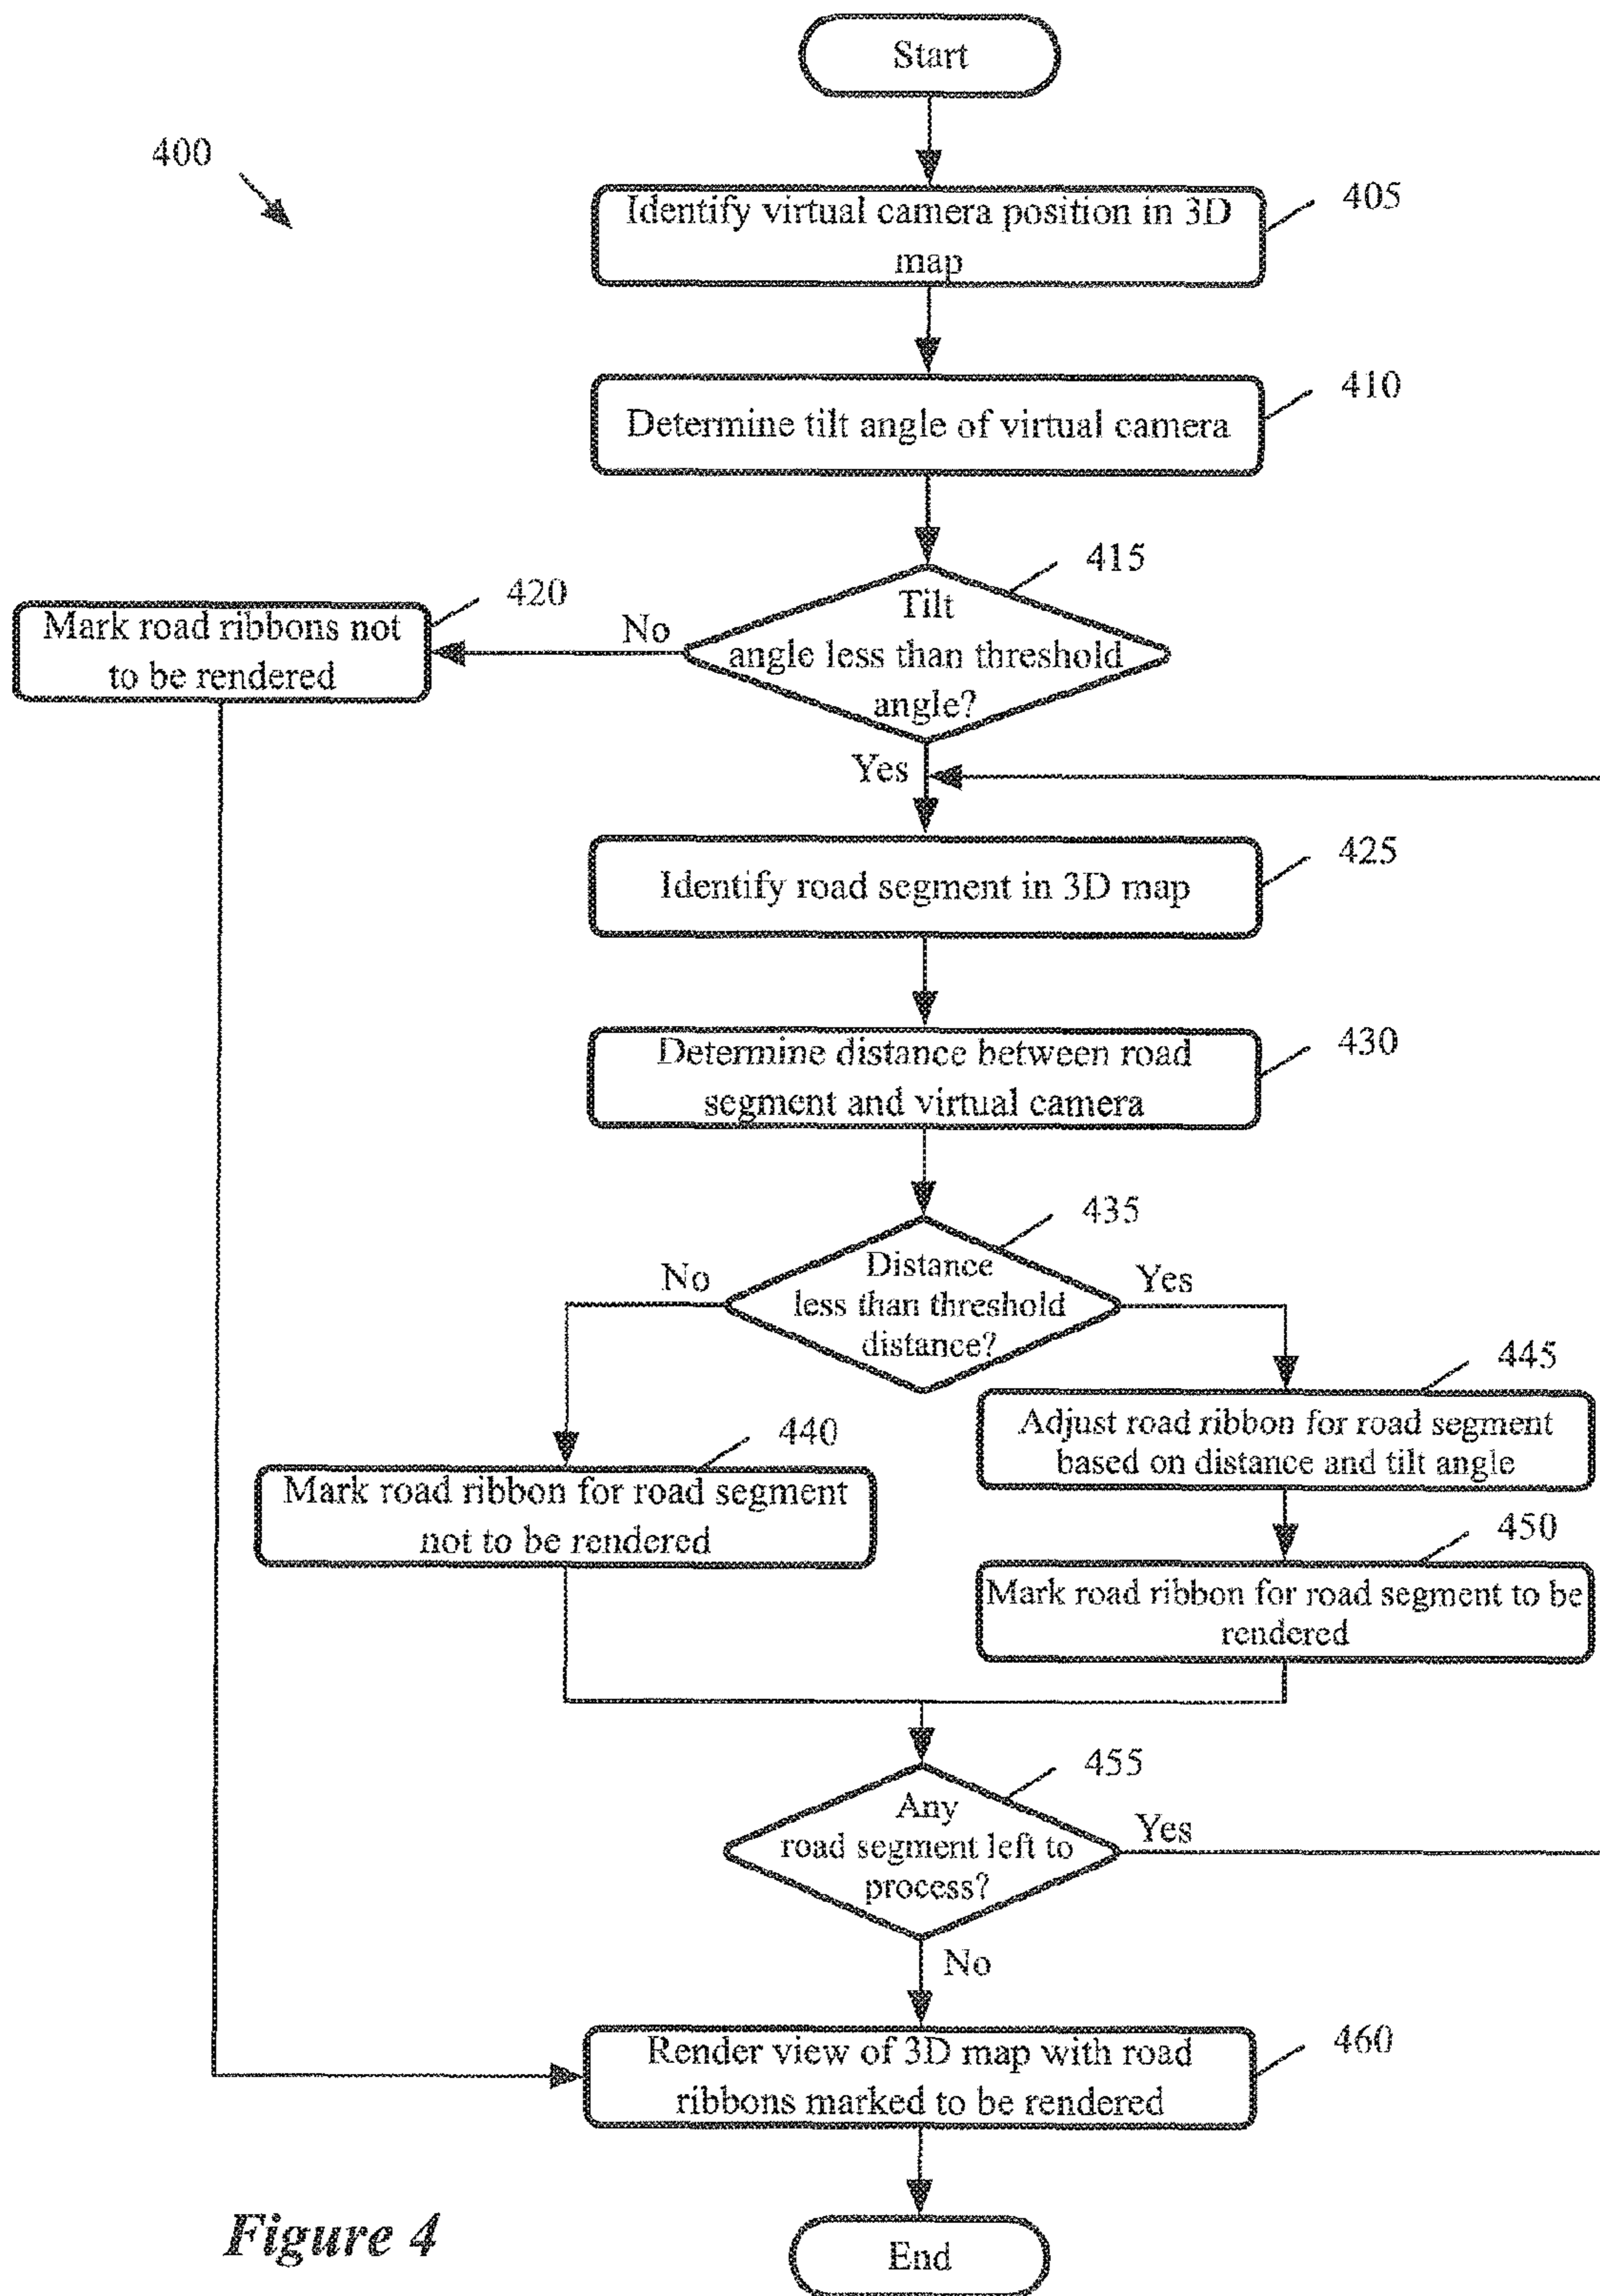 Start
400
Identify virtual camera position in 3D
map
405
Determine tilt angle of virtual camera
410
415
Tilt
angle less than threshold
angle?
No
420
Mark road ribbons not
to be rendered
Yes
Identify road segment in 3D map
425
Determine distance between road
segment and virtual camera
430
435
Distance
less than threshold
distance?
No
Yes
440
Mark road ribbon for road segment
not to be rendered
445
Adjust road ribbon for road segment
based on distance and tilt angle
450
Mark road ribbon for road segment to be
rendered
455
Any
road segment left to
process?
Yes
No
Render view of 3D map with road
ribbons marked to be rendered
460
End
Figure 4